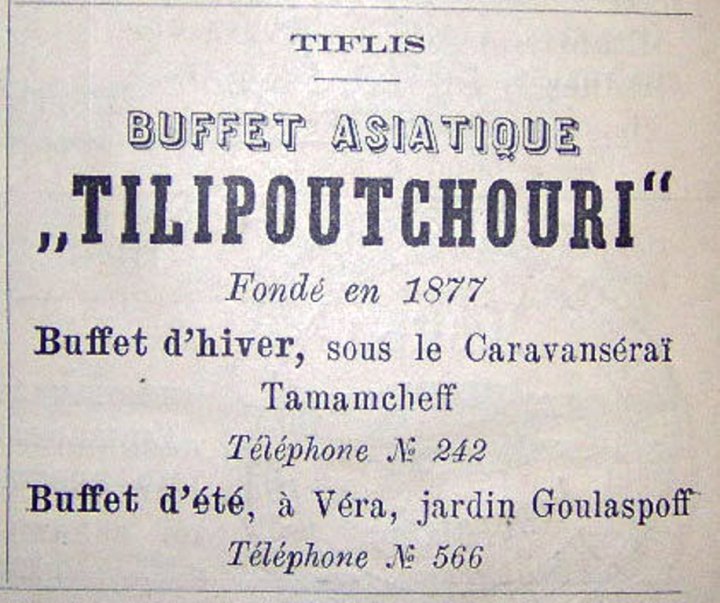 TIFLIS
BUFFET ASIATIQUE
„TILIPOUTCHOURI“
Fondé en 1877
Buffet d'hiver, sous le Caravanséraï
Tamamcheff
Téléphone № 242
Buffet d'été, à Véra, jardin Goulaspoff
Téléphone № 566